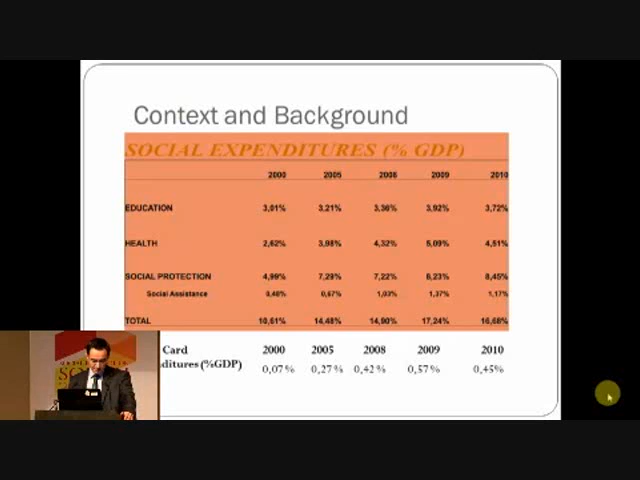 Context and Background
SOCIAL EXPENDITURES (% GDP)
2000 2005 2008 2009 2010
EDUCATION 3,01% 3,21% 3,36% 3,92% 3,72%
HEALTH 2,62% 3,98% 4,32% 5,09% 4,51%
SOCIAL PROTECTION 4,99% 7,29% 7,22% 8,23% 8,45%
Social Assistance 0,48% 0,67% 1,03% 1,37% 1,17%
TOTAL 10,61% 14,48% 14,90% 17,24% 16,68%
Card 2000 2005 2008 2009 2010
ditures (%GDP) 0,07% 0,27% 0,42% 0,57% 0,45%